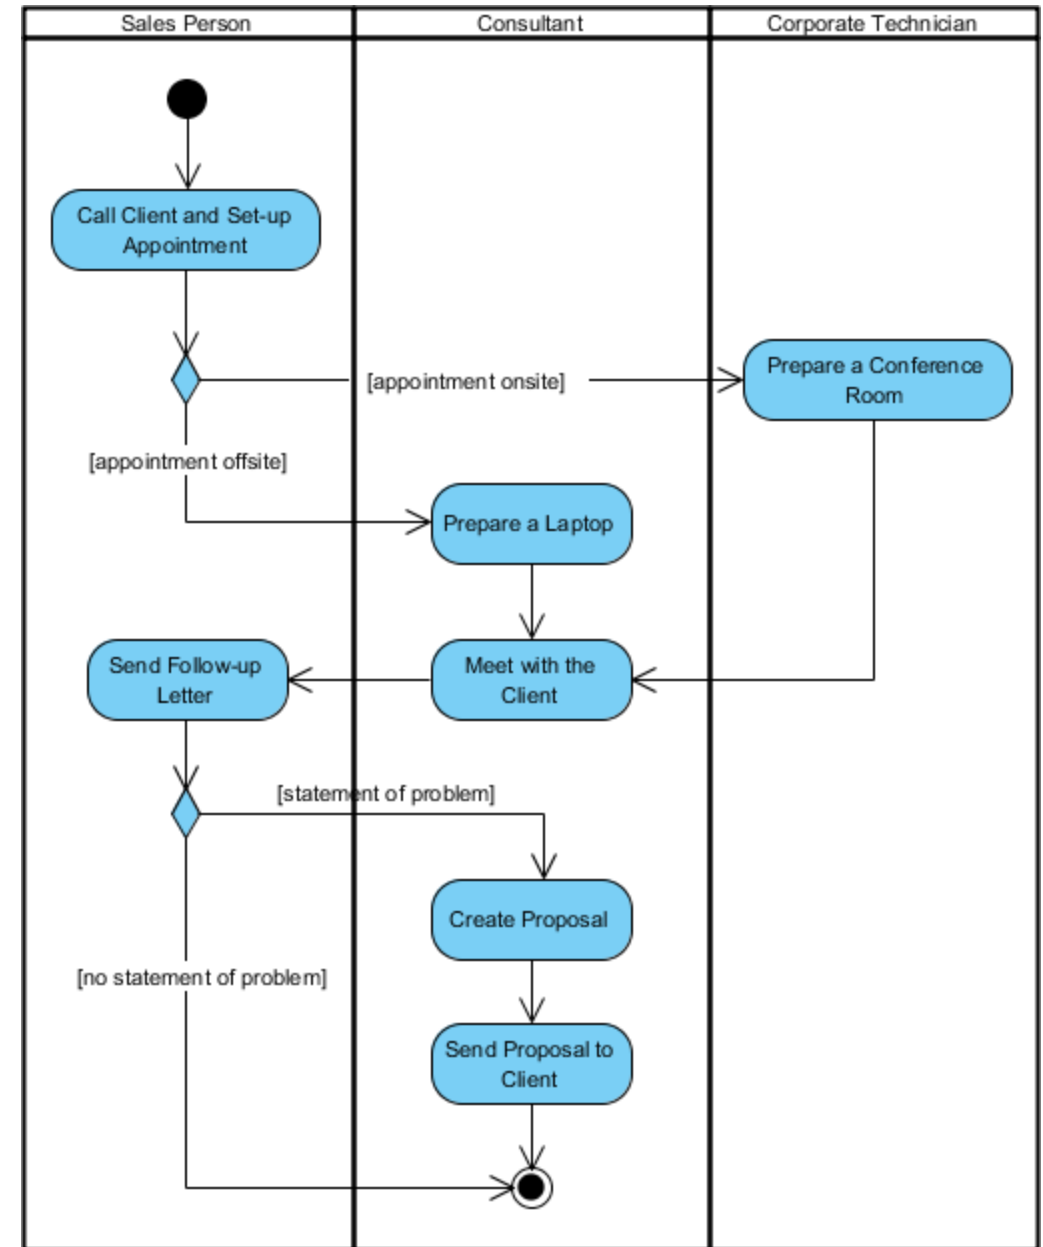 Sales Person
Consultant
Corporate Technician
Call Client and Set-up
Appointment
[appointment onsite]
Prepare a Conference
Room
[appointment offsite]
Prepare a Laptop
Send Follow-up
Letter
Meet with the
Client
[statement of problem]
Create Proposal
[no statement of problem]
Send Proposal to
Client